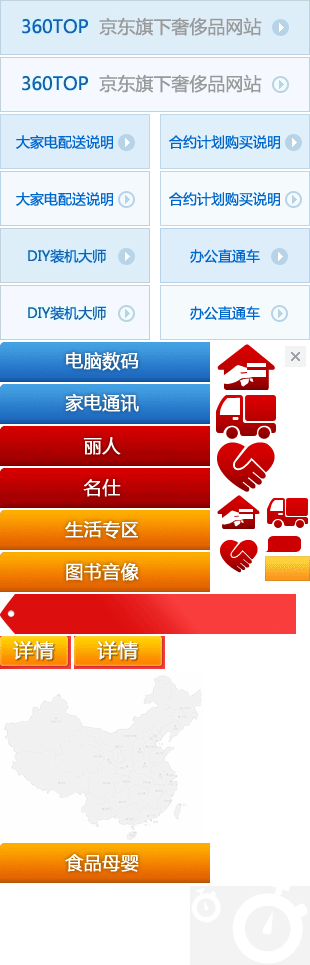 360TOP 京东旗下奢侈品网站
360TOP 京东旗下奢侈品网站
大家电配送说明 合约计划购买说明
大家电配送说明 合约计划购买说明
DIY装机大师 办公直通车
DIY装机大师 办公直通车
电脑数码
家电通讯
丽人
名仕
生活专区
图书音像
详情 详情
食品母婴